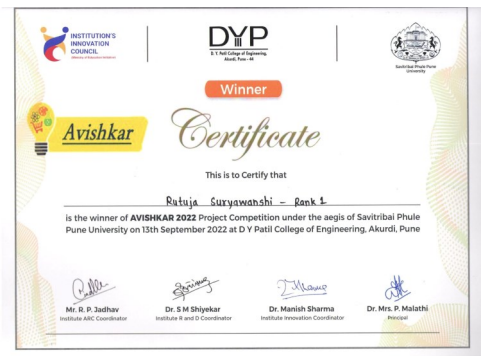 INSTITUTION'S
INNOVATION
COUNCIL
DYP
D. Y. Patil College of Engineering,
Akurdi, Pune - 44
Savitribai Phule Pune
University
Winner
Avishkar
Certificate
This is to Certify that
Rutuja Suryawanshi – Rank 1
is the winner of AVISHKAR 2022 Project Competition under the aegis of Savitribai Phule
Pune University on 13th September 2022 at D Y Patil College of Engineering, Akurdi, Pune
Mr. R. P. Jadhav
Institute ARC Coordinator
Dr. S M Shiyekar
Institute R and D Coordinator
Dr. Manish Sharma
Institute Innovation Coordinator
Dr. Mrs. P. Malathi
Principal